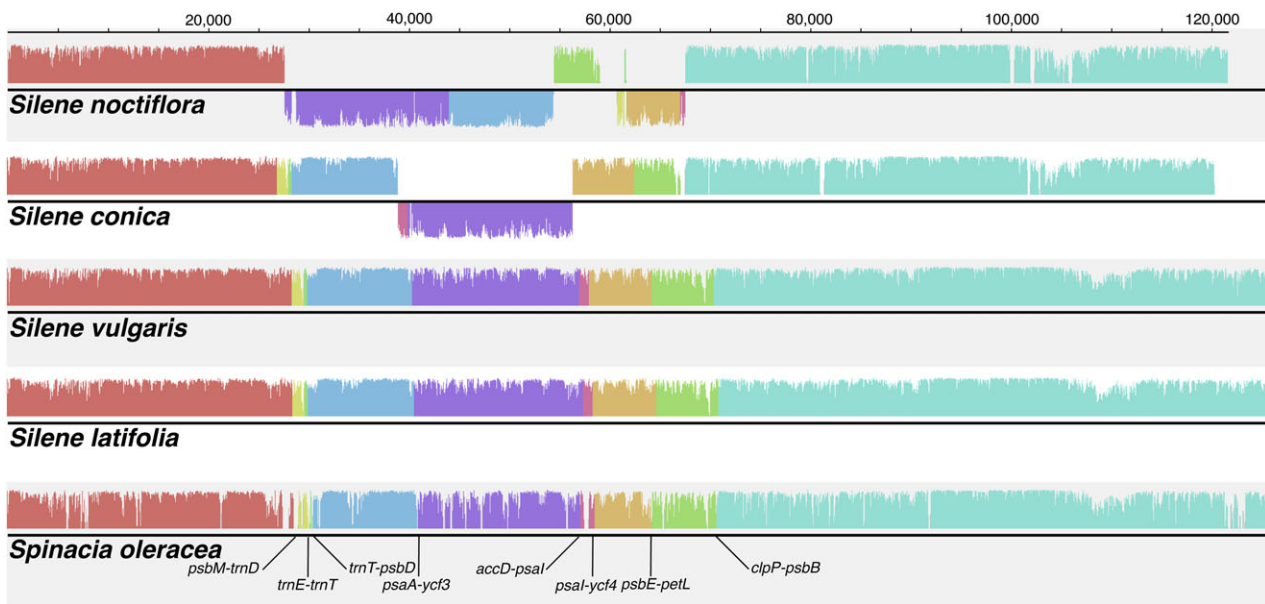 20,000 40,000 60,000 80,000 100,000 120,000
Silene noctiflora
Silene conica
Silene vulgaris
Silene latifolia
Spinacia oleracea
psbM-trnD trnT-psbD accD-psaI clpP-psbB
trnE-trnT psaA-ycf3 psaI-ycf4 psbE-petL